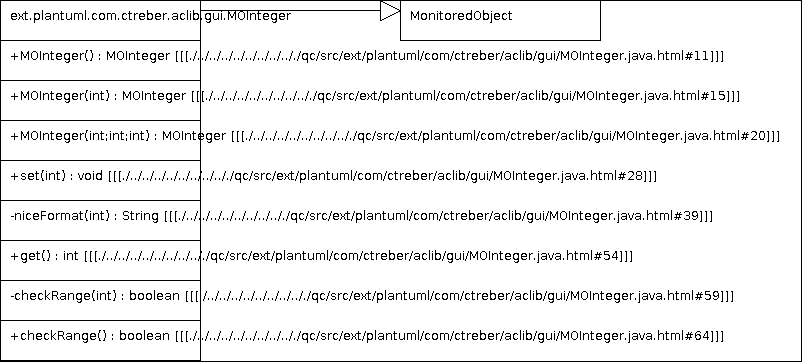 ext.plantuml.com.ctreber.aclib.gui.MOInteger
MonitoredObject
+MOInteger() : MOInteger [[[./../../../../../../../../../qc/src/ext/plantuml/com/ctreber/aclib/gui/MOInteger.java.html#11]]]
+MOInteger(int) : MOInteger [[[./../../../../../../../../../qc/src/ext/plantuml/com/ctreber/aclib/gui/MOInteger.java.html#15]]]
+MOInteger(int;int;int) : MOInteger [[[./../../../../../../../../../qc/src/ext/plantuml/com/ctreber/aclib/gui/MOInteger.java.html#20]]]
+set(int) : void [[[./../../../../../../../../../qc/src/ext/plantuml/com/ctreber/aclib/gui/MOInteger.java.html#28]]]
-niceFormat(int) : String [[[./../../../../../../../../../qc/src/ext/plantuml/com/ctreber/aclib/gui/MOInteger.java.html#39]]]
+get() : int [[[./../../../../../../../../../qc/src/ext/plantuml/com/ctreber/aclib/gui/MOInteger.java.html#54]]]
-checkRange(int) : boolean [[[./../../../../../../../../../qc/src/ext/plantuml/com/ctreber/aclib/gui/MOInteger.java.html#59]]]
+checkRange() : boolean [[[./../../../../../../../../../qc/src/ext/plantuml/com/ctreber/aclib/gui/MOInteger.java.html#64]]]